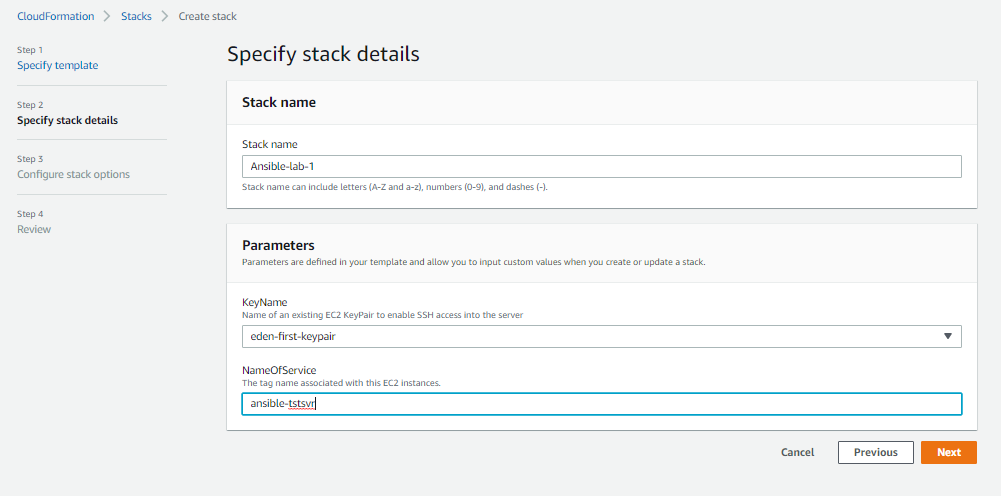 CloudFormation > Stacks > Create stack
Step 1
Specify template
Step 2
Specify stack details
Step 3
Configure stack options
Step 4
Review
Specify stack details
Stack name
Stack name
Ansible-lab-1
Stack name can include letters (A-Z and a-z), numbers (0-9), and dashes (-).
Parameters
Parameters are defined in your template and allow you to input custom values when you create or update a stack.
KeyName
Name of an existing EC2 KeyPair to enable SSH access into the server
eden-first-keypair
NameOfService
The tag name associated with this EC2 instances.
ansible-tstsvr
Cancel Previous Next